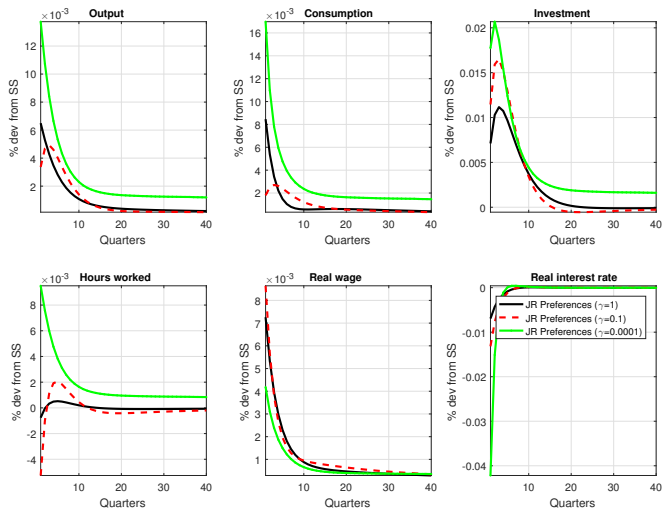 Output
×10⁻³
12
10
8
6
4
2
% dev from SS
10 20 30 40
Quarters
Consumption
×10⁻³
16
14
12
10
8
6
4
2
% dev from SS
10 20 30 40
Quarters
Investment
0.02
0.015
0.01
0.005
0
% dev from SS
10 20 30 40
Quarters
Hours worked
×10⁻³
8
6
4
2
0
-2
-4
% dev from SS
10 20 30 40
Quarters
Real wage
×10⁻³
8
7
6
5
4
3
2
1
% dev from SS
10 20 30 40
Quarters
Real interest rate
0
-0.01
-0.02
-0.03
-0.04
% dev from SS
JR Preferences (γ=1)
JR Preferences (γ=0.1)
JR Preferences (γ=0.0001)
10 20 30 40
Quarters